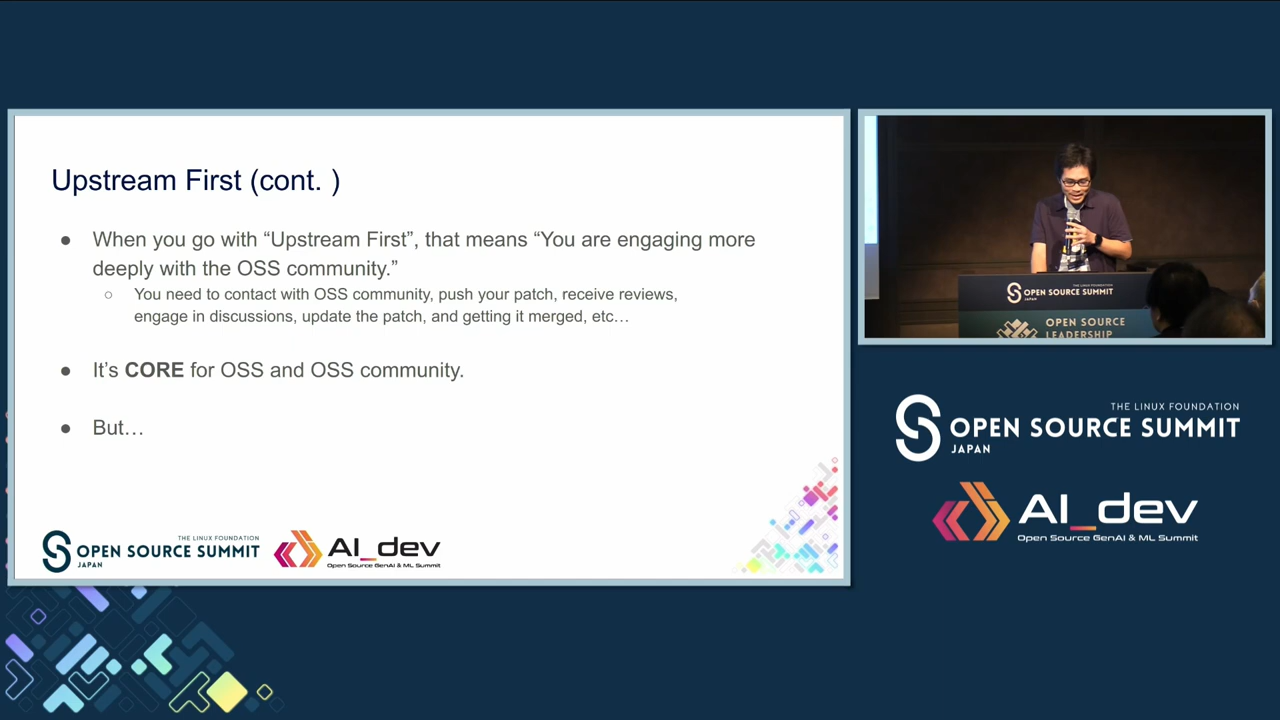 Upstream First (cont. )
● When you go with “Upstream First”, that means “You are engaging more
deeply with the OSS community.”
○ You need to contact with OSS community, push your patch, receive reviews,
engage in discussions, update the patch, and getting it merged, etc…
● It’s CORE for OSS and OSS community.
● But…
THE LINUX FOUNDATION
OPEN SOURCE SUMMIT
JAPAN
AI_dev
Open Source GenAI & ML Summit
THE LINUX FOUNDATION
OPEN SOURCE SUMMIT
JAPAN
OPEN SOURCE
LEADERSHIP
THE LINUX FOUNDATION
OPEN SOURCE SUMMIT
JAPAN
AI_dev
Open Source GenAI & ML Summit